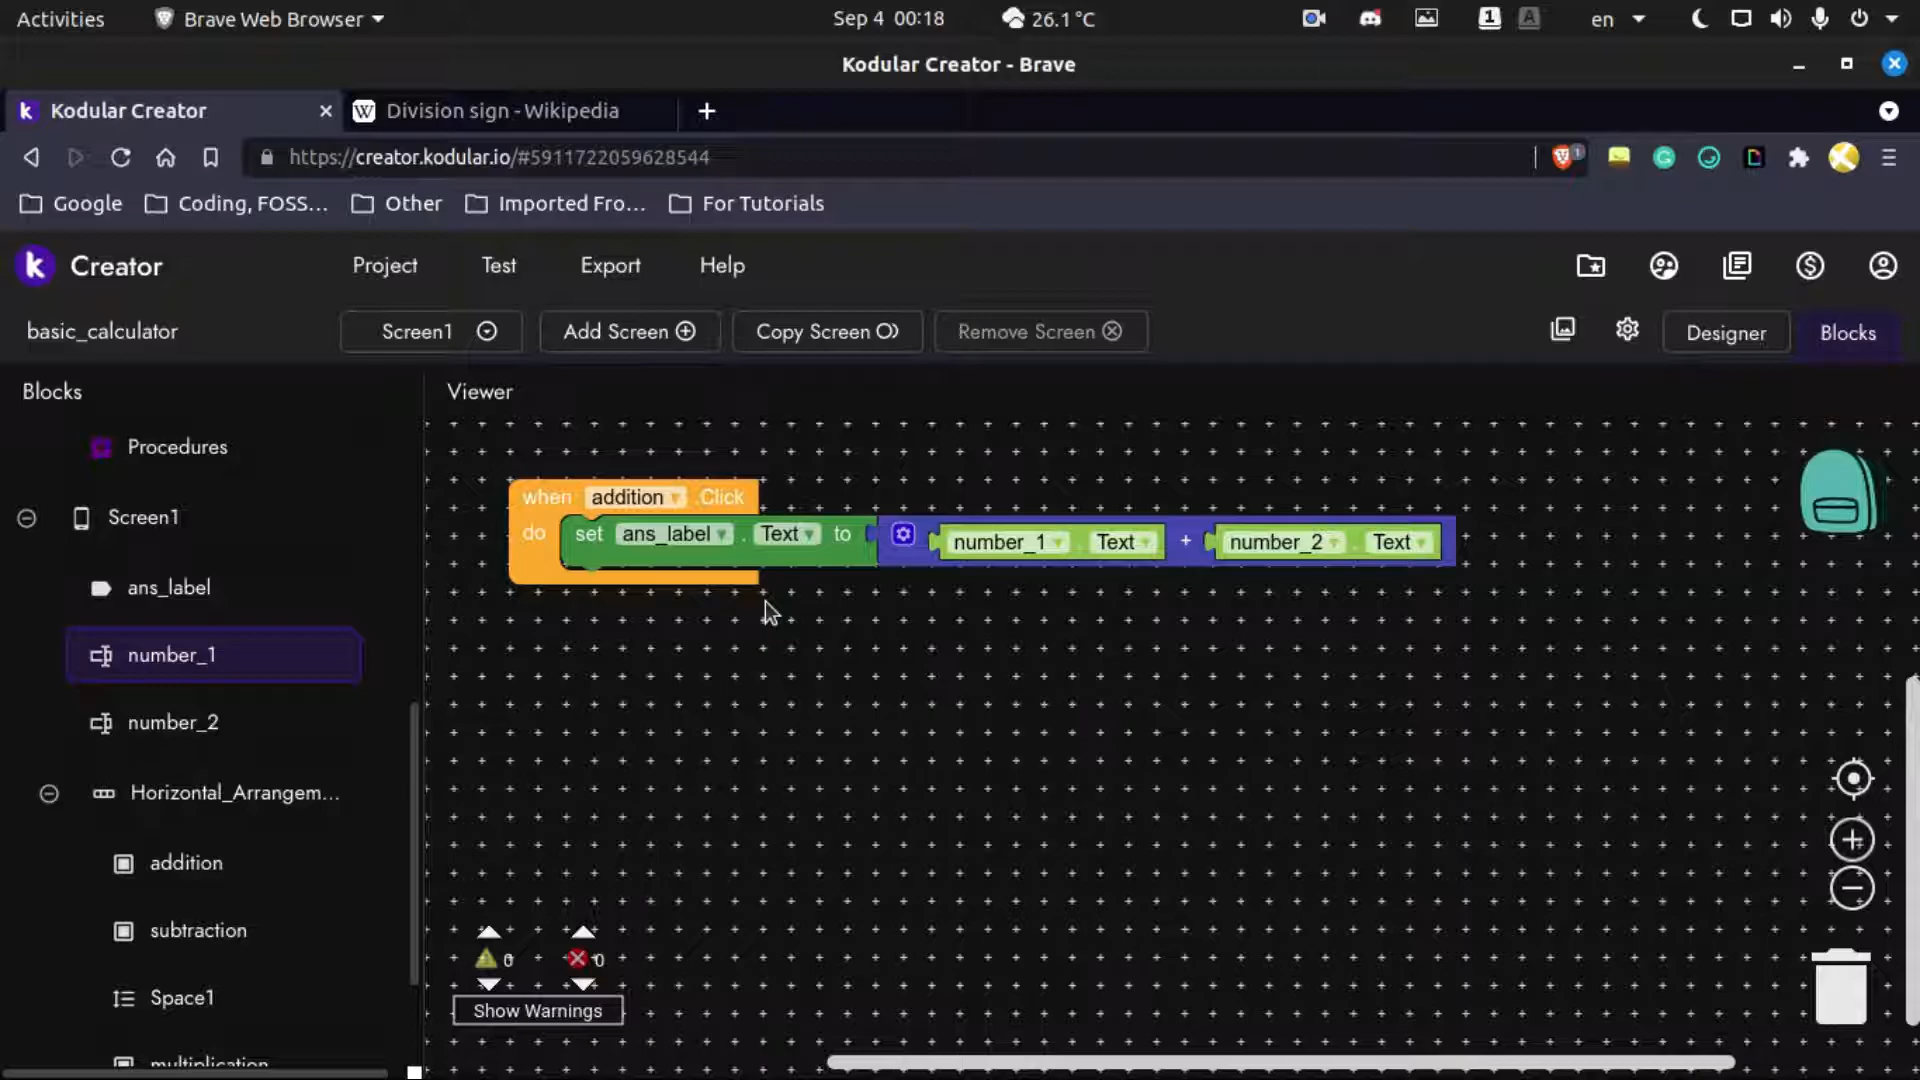 Activities Brave Web Browser Sep 4 00:18 26.1 °C 1 A en
Kodular Creator - Brave
Kodular Creator W Division sign - Wikipedia
https://creator.kodular.io/#5911722059628544 1
Google Coding, FOSS... Other Imported Fro... For Tutorials
k Creator Project Test Export Help
basic_calculator Screen1 Add Screen Copy Screen Remove Screen Designer Blocks
Blocks Viewer
Procedures
when addition .Click
Screen1
do set ans_label . Text to number_1 . Text + number_2 . Text
ans_label
number_1
number_2
Horizontal_Arrangem...
addition
subtraction
0 0
Space1
Show Warnings
multiplication